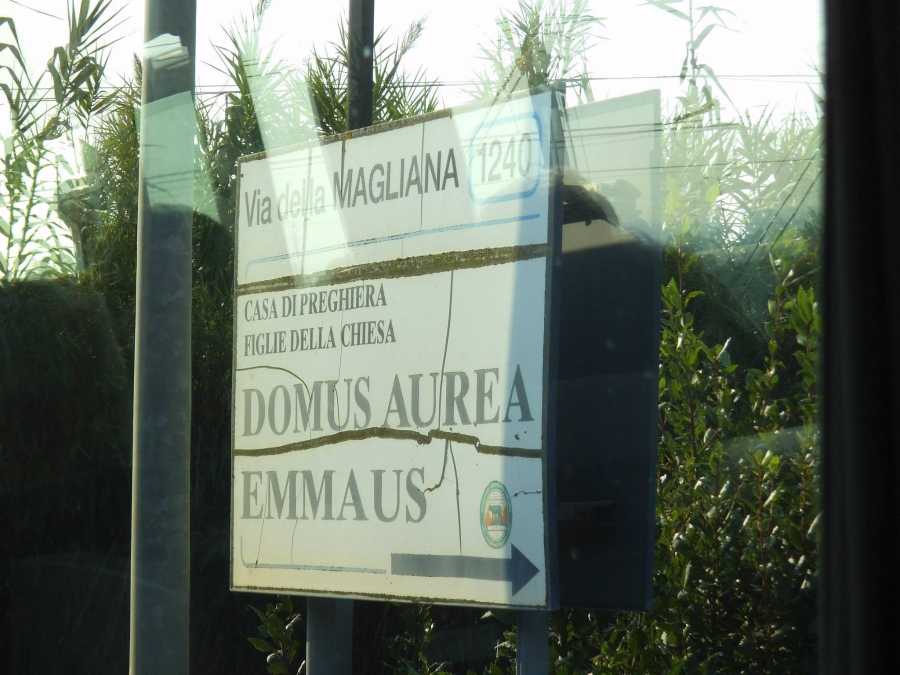 Via della MAGLIANA 1240
CASA DI PREGHIERA
FIGLIE DELLA CHIESA
DOMUS AUREA
EMMAUS